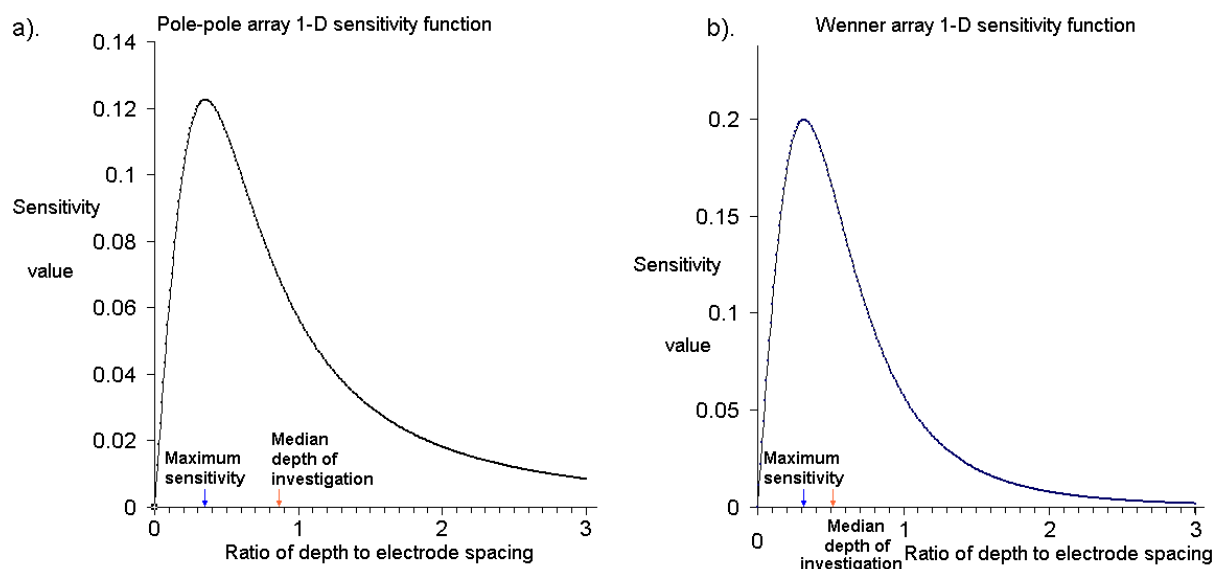 a).
Pole-pole array 1-D sensitivity function
0.14
0.12
0.1
Sensitivity
0.08
value
0.06
0.04
0.02
Maximum
sensitivity
Median
depth of
investigation
0
0
1
2
3
Ratio of depth to electrode spacing
b).
Wenner array 1-D sensitivity function
0.2
0.15
Sensitivity
0.1
value
0.05
Maximum
sensitivity
0
0
1
2
3
Median
depth of
investigation
Ratio of depth to electrode spacing